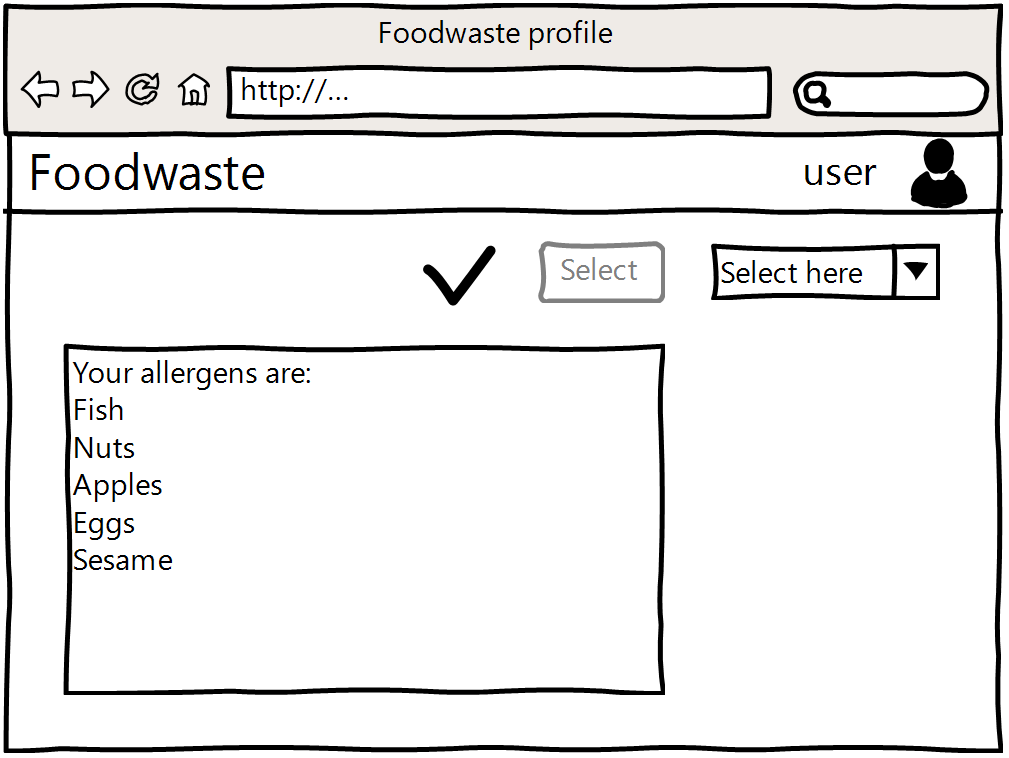 Foodwaste profile
http://...
Foodwaste
user
Select
Select here
Your allergens are:
Fish
Nuts
Apples
Eggs
Sesame